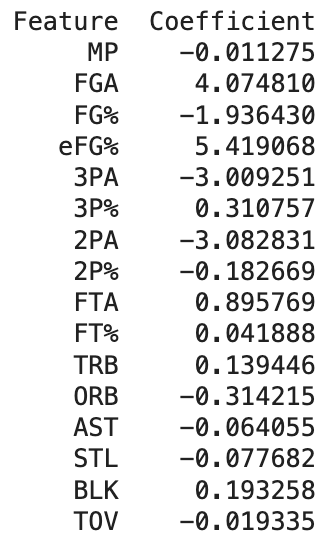 Feature Coefficient
MP -0.011275
FGA 4.074810
FG% -1.936430
eFG% 5.419068
3PA -3.009251
3P% 0.310757
2PA -3.082831
2P% -0.182669
FTA 0.895769
FT% 0.041888
TRB 0.139446
ORB -0.314215
AST -0.064055
STL -0.077682
BLK 0.193258
TOV -0.019335